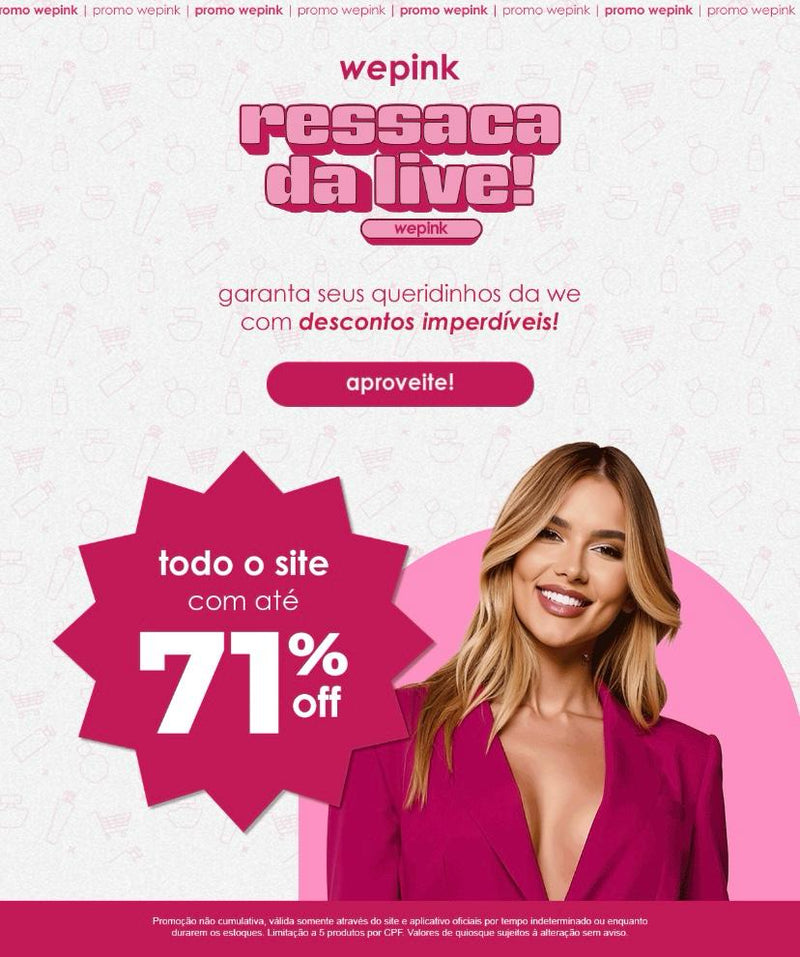 romo wepink | promo wepink | promo wepink | promo wepink | promo wepink | promo wepink | promo wepink | promo wepink
wepink
ressaca
da live!
wepink
garanta seus queridinhos da we
com descontos imperdíveis!
aproveite!
todo o site
com até
71%
off
Promoção não cumulativa, válida somente através do site e aplicativo oficiais por tempo indeterminado ou enquanto
durarem os estoques. Limitação a 5 produtos por CPF. Valores de quiosque sujeitos à alteração sem aviso.